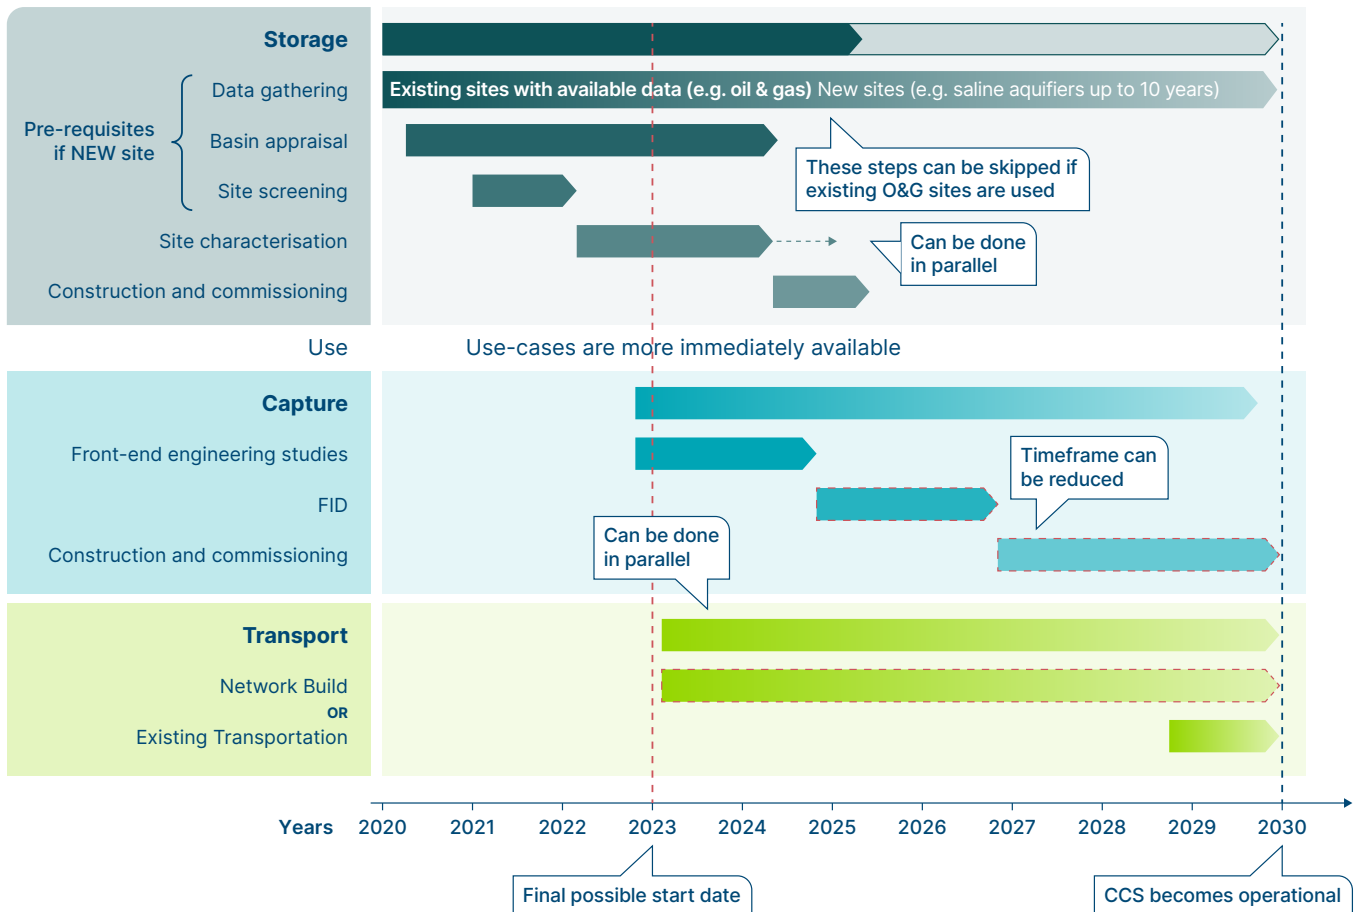 Storage
Data gathering
Existing sites with available data (e.g. oil & gas) New sites (e.g. saline aquifiers up to 10 years)
Pre-requisites
if NEW site
Basin appraisal
These steps can be skipped if
existing O&G sites are used
Site screening
Site characterisation
Can be done
in parallel
Construction and commissioning
Use
Use-cases are more immediately available
Capture
Front-end engineering studies
Timeframe can
be reduced
FID
Can be done
in parallel
Construction and commissioning
Transport
Network Build
OR
Existing Transportation
Years 2020 2021 2022 2023 2024 2025 2026 2027 2028 2029 2030
Final possible start date
CCS becomes operational